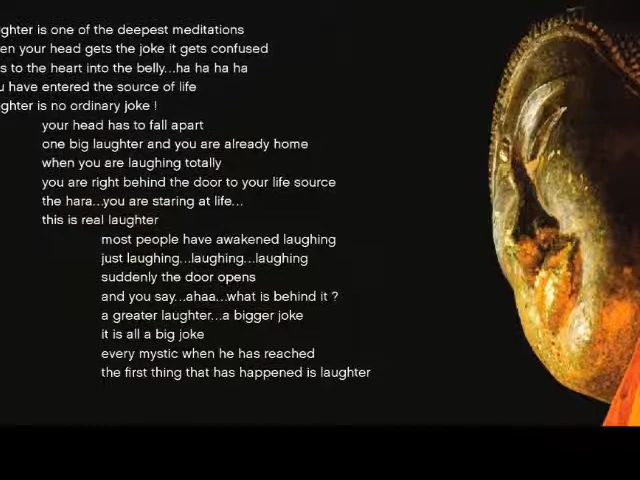 ghter is one of the deepest meditations
en your head gets the joke it gets confused
s to the heart into the belly...ha ha ha ha
u have entered the source of life
ghter is no ordinary joke !
your head has to fall apart
one big laughter and you are already home
when you are laughing totally
you are right behind the door to your life source
the hara...you are staring at life...
this is real laughter
most people have awakened laughing
just laughing...laughing...laughing
suddenly the door opens
and you say...ahaa...what is behind it ?
a greater laughter...a bigger joke
it is all a big joke
every mystic when he has reached
the first thing that has happened is laughter